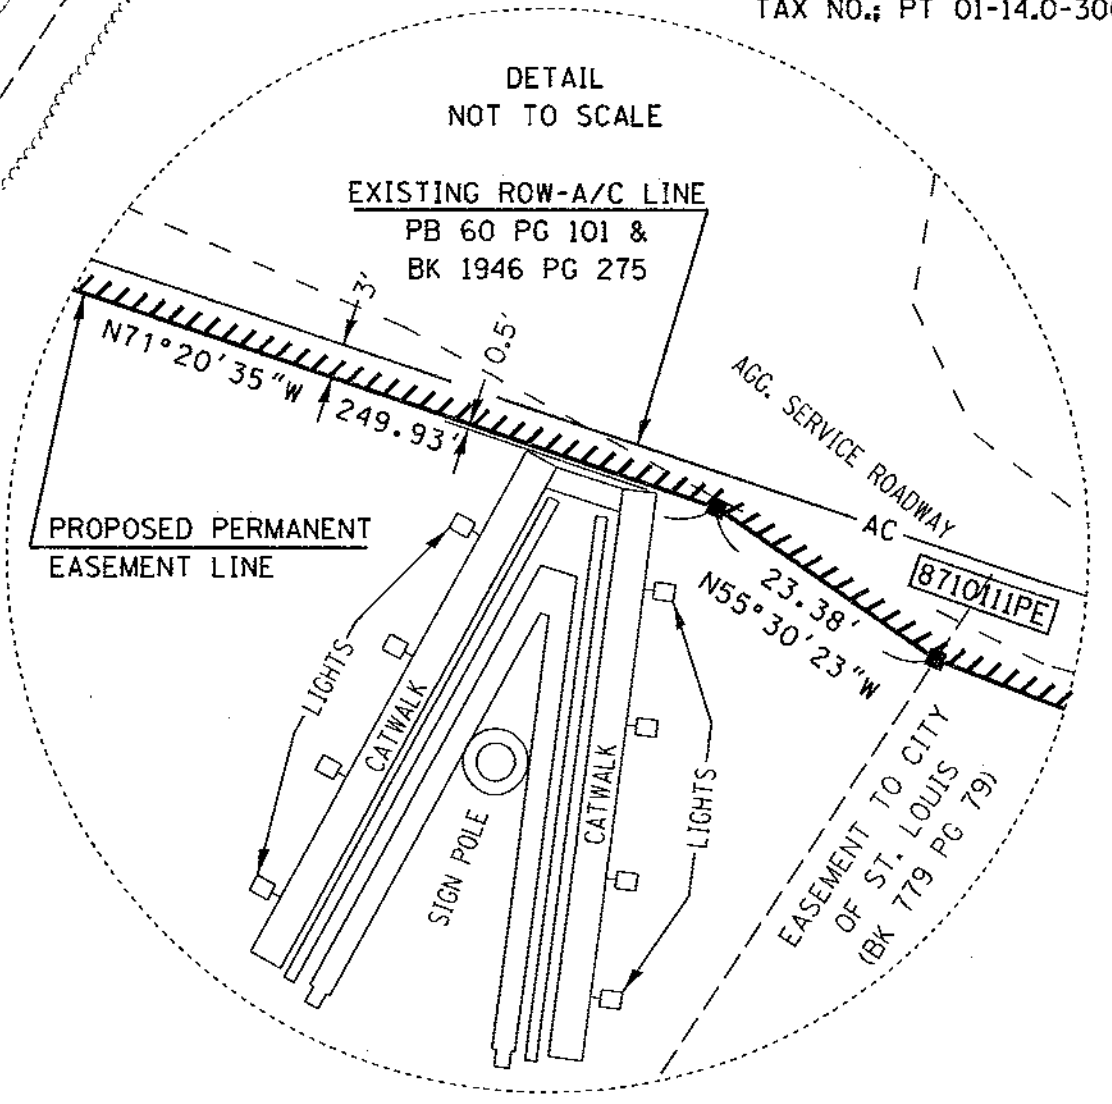 TAX NO.: PT 01-14.0-30
DETAIL
NOT TO SCALE
EXISTING ROW-A/C LINE
PB 60 PG 101 &
BK 1946 PG 275
3'
0.5'
N71°20'35"W
249.93'
AGG. SERVICE ROADWAY
AC
8710111PE
PROPOSED PERMANENT
EASEMENT LINE
23.38'
N55°30'23"W
LIGHTS
CATWALK
SIGN POLE
CATWALK
LIGHTS
EASEMENT TO CITY
OF ST. LOUIS
(BK 779 PG 79)